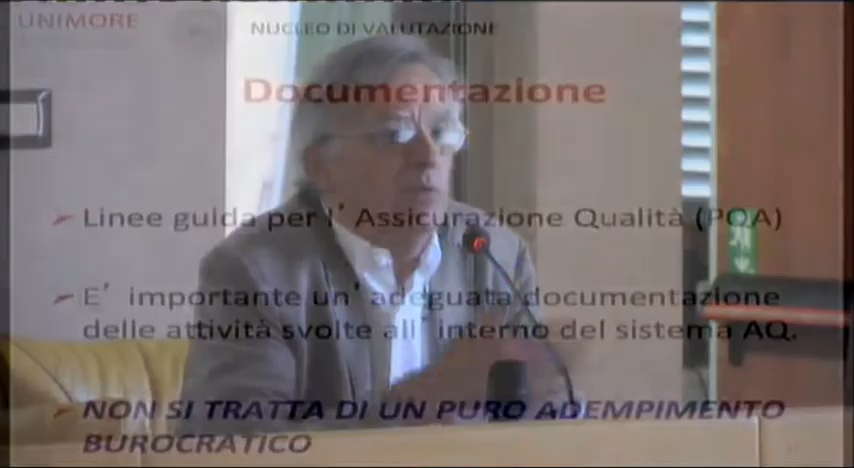 UNIMORE
NUCLEO DI VALUTAZIONE
Documentazione
Linee guida per l' Assicurazione Qualità (PQA)
E' importante un' adeguata documentazione
delle attività svolte all' interno del sistema AQ.
NON SI TRATTA DI UN PURO ADEMPIMENTO
BUROCRATICO